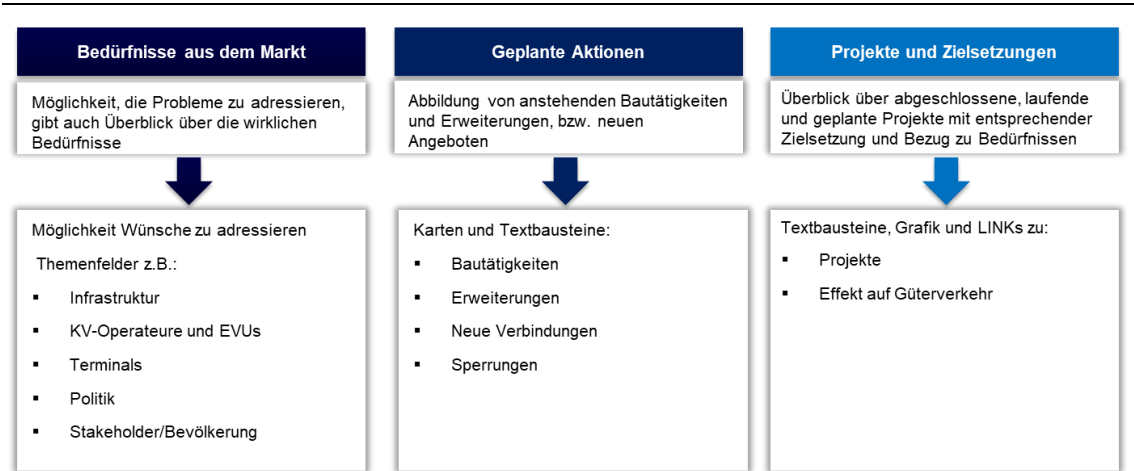 Bedürfnisse aus dem Markt
Möglichkeit, die Probleme zu adressieren,
gibt auch Überblick über die wirklichen
Bedürfnisse
Möglichkeit Wünsche zu adressieren
Themenfelder z.B.:
▪ Infrastruktur
▪ KV-Operateure und EVUs
▪ Terminals
▪ Politik
▪ Stakeholder/Bevölkerung
Geplante Aktionen
Abbildung von anstehenden Bautätigkeiten
und Erweiterungen, bzw. neuen
Angeboten
Karten und Textbausteine:
▪ Bautätigkeiten
▪ Erweiterungen
▪ Neue Verbindungen
▪ Sperrungen
Projekte und Zielsetzungen
Überblick über abgeschlossene, laufende
und geplante Projekte mit entsprechender
Zielsetzung und Bezug zu Bedürfnissen
Textbausteine, Grafik und LINKs zu:
▪ Projekte
▪ Effekt auf Güterverkehr